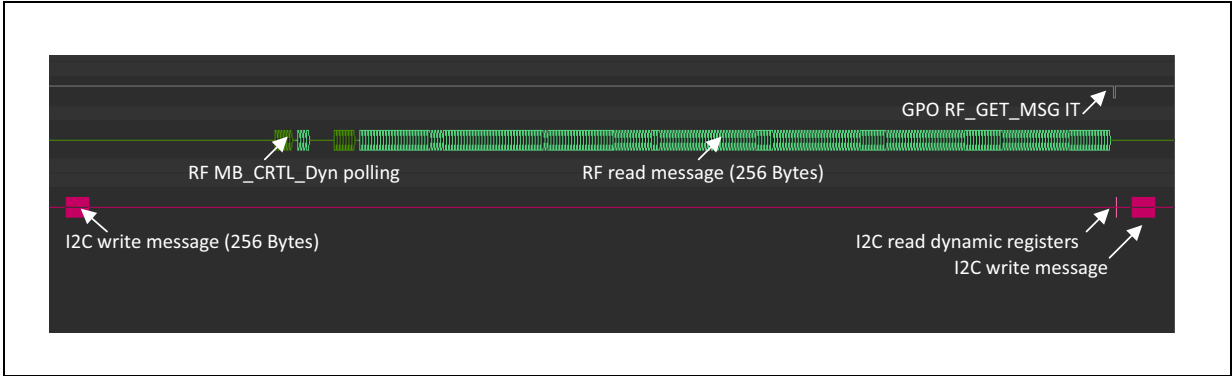 GPO RF_GET_MSG IT
RF MB_CRTL_Dyn polling
RF read message (256 Bytes)
I2C write message (256 Bytes)
I2C read dynamic registers
I2C write message